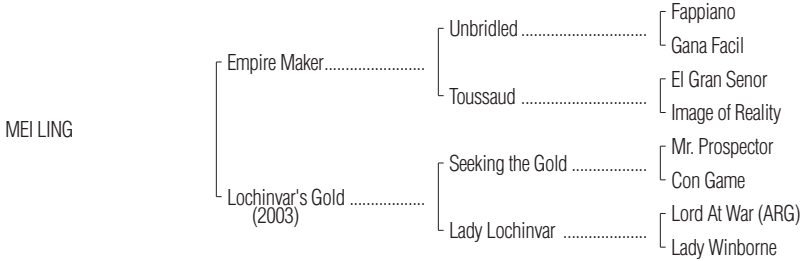 Fappiano
Unbridled ..............................
Gana Facil
Empire Maker........................
El Gran Senor
Toussaud ..............................
Image of Reality
MEI LING
Mr. Prospector
Seeking the Gold ..................
Con Game
Lochinvar's Gold ..................
(2003)
Lord At War (ARG)
Lady Lochinvar ....................
Lady Winborne